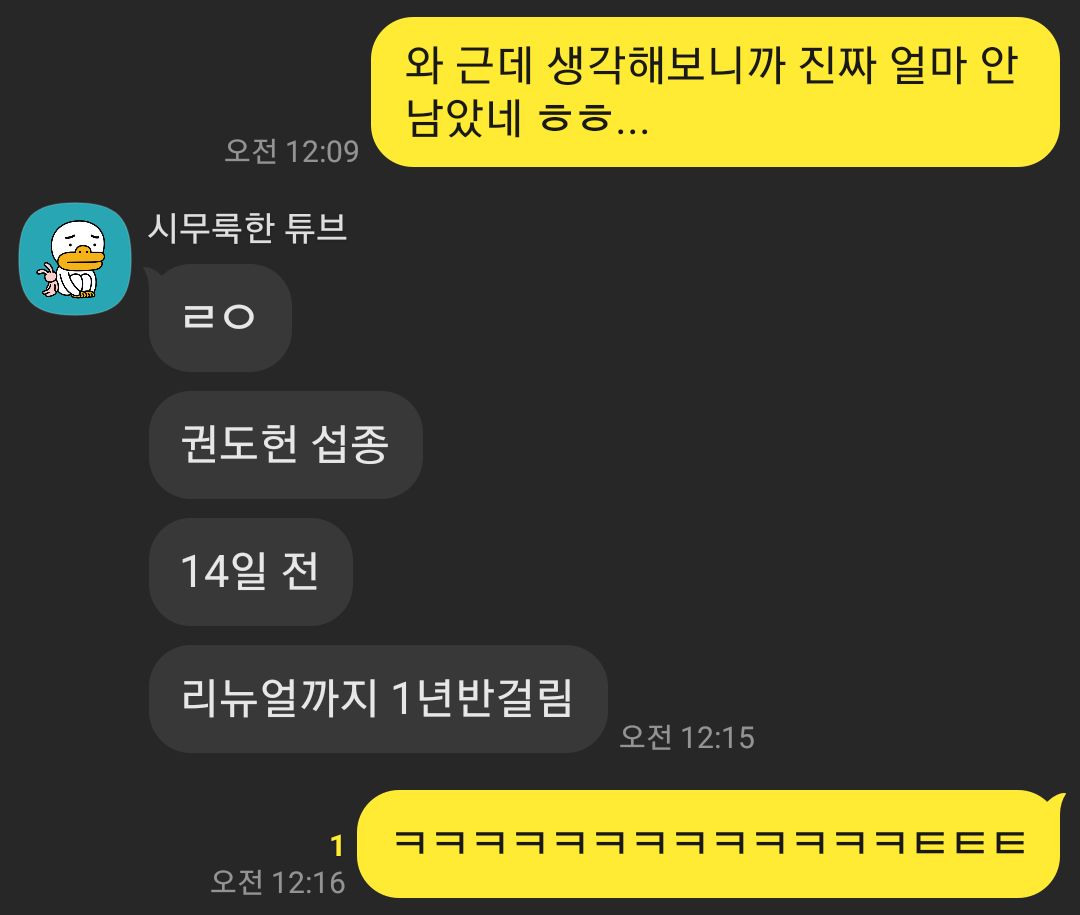 와 근데 생각해보니까 진짜 얼마 안
남았네 ㅎㅎ...
오전 12:09
시무룩한 튜브
ㄹㅇ
권도헌 섭종
14일 전
리뉴얼까지 1년반걸림
오전 12:15
ㅋㅋㅋㅋㅋㅋㅋㅋㅋㅋㅋㅋㅋㅌㅌㅌ
1
오전 12:16